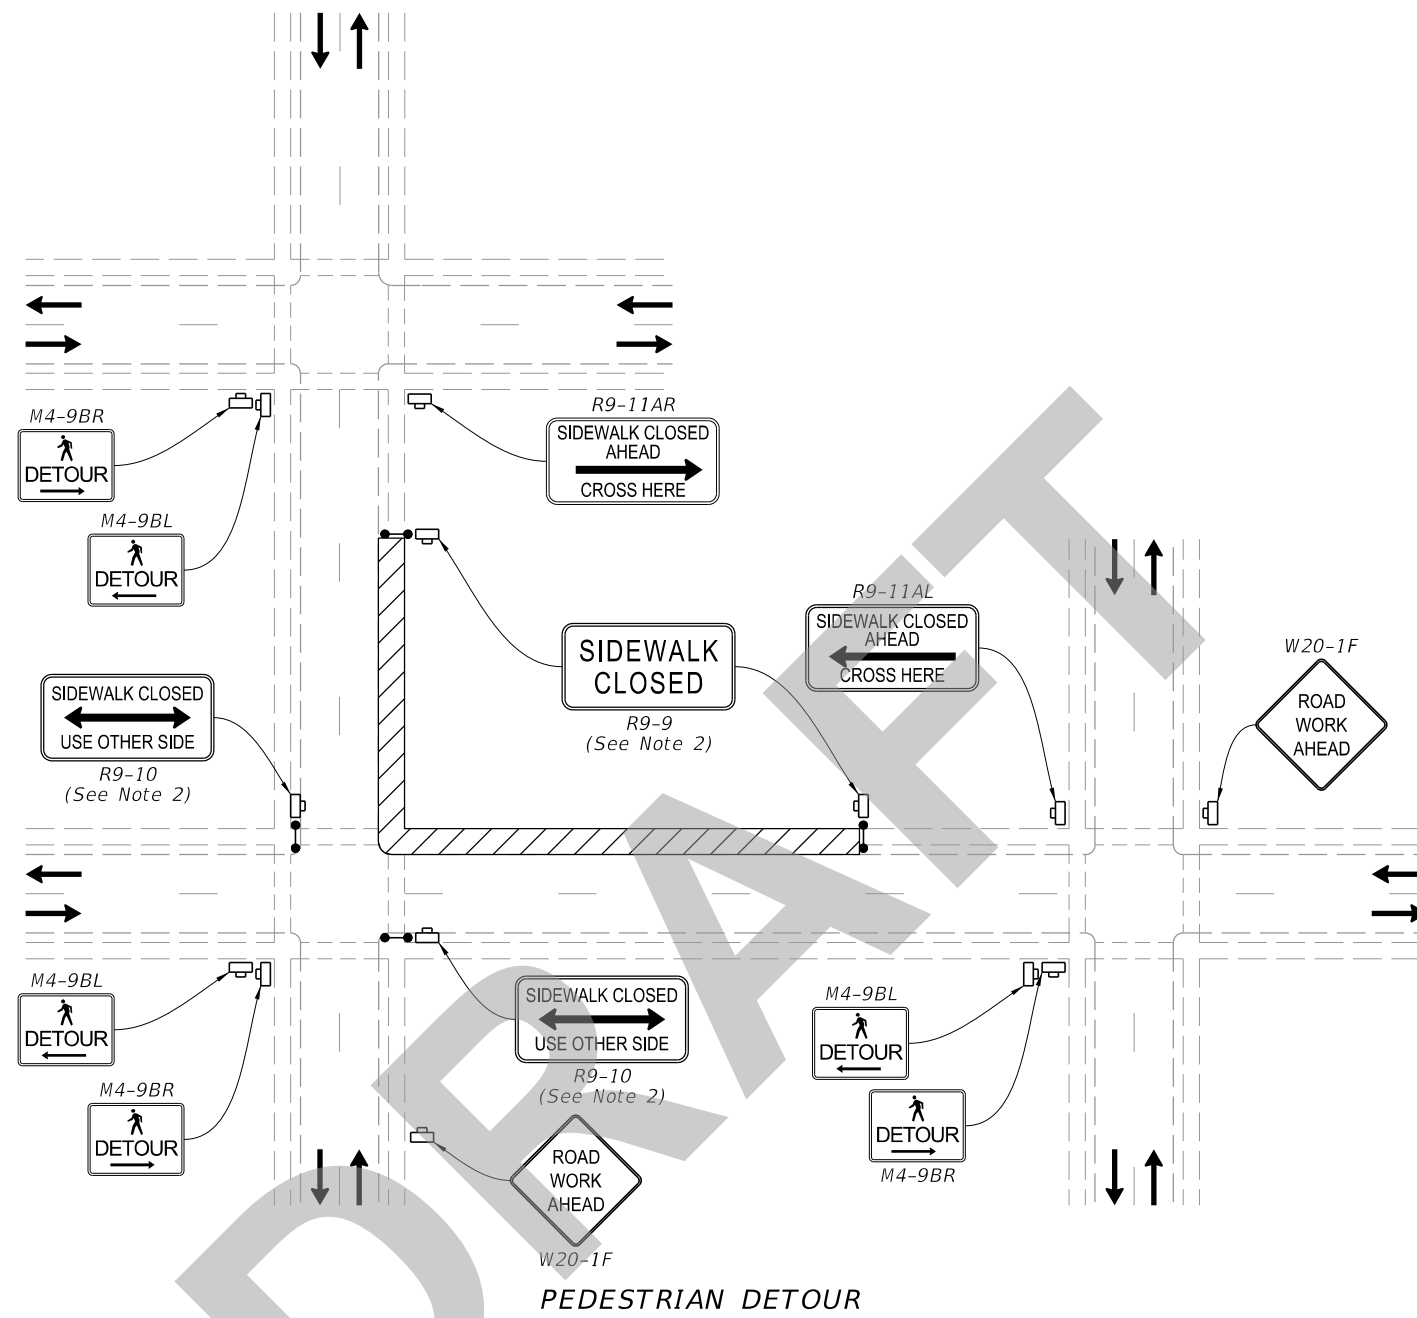 M4-9BR
DETOUR
M4-9BL
DETOUR
R9-11AR
SIDEWALK CLOSED
AHEAD
CROSS HERE
SIDEWALK
CLOSED
R9-9
(See Note 2)
R9-11AL
SIDEWALK CLOSED
AHEAD
CROSS HERE
W20-1F
ROAD
WORK
AHEAD
SIDEWALK CLOSED
USE OTHER SIDE
R9-10
(See Note 2)
M4-9BL
DETOUR
M4-9BR
DETOUR
SIDEWALK CLOSED
USE OTHER SIDE
R9-10
(See Note 2)
ROAD
WORK
AHEAD
W20-1F
M4-9BL
DETOUR
DETOUR
M4-9BR
PEDESTRIAN DETOUR
DRAFT